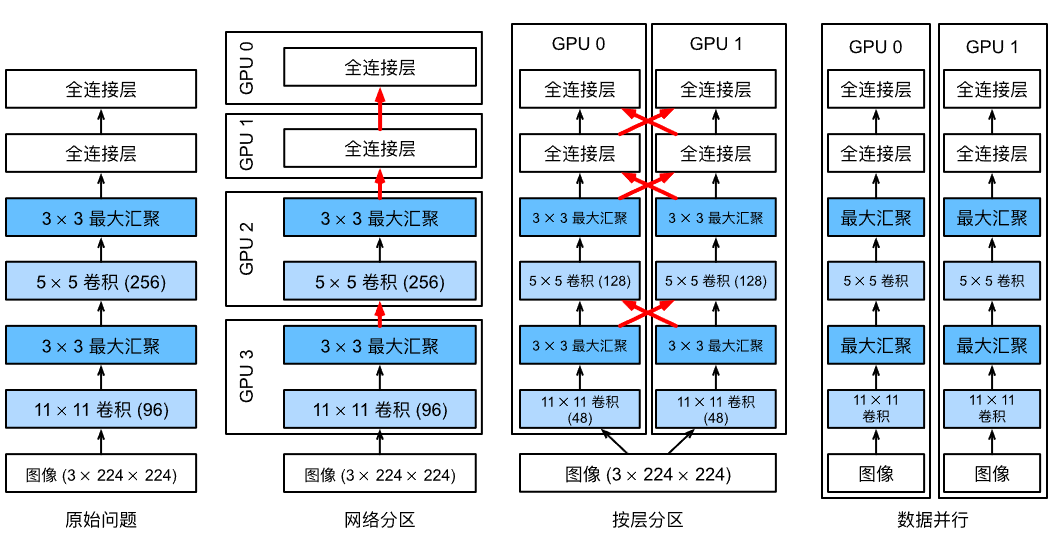 全连接层
全连接层
3 × 3 最大汇聚
5 × 5 卷积 (256)
3 × 3 最大汇聚
11 × 11 卷积 (96)
图像 (3 × 224 × 224)
原始问题
GPU 0
全连接层
GPU 1
全连接层
GPU 2
3 × 3 最大汇聚
5 × 5 卷积 (256)
GPU 3
3 × 3 最大汇聚
11 × 11 卷积 (96)
图像 (3 × 224 × 224)
网络分区
GPU 0
全连接层
全连接层
3 × 3 最大汇聚
5 × 5 卷积 (128)
3 × 3 最大汇聚
11 × 11 卷积
(48)
GPU 1
全连接层
全连接层
3 × 3 最大汇聚
5 × 5 卷积 (128)
3 × 3 最大汇聚
11 × 11 卷积
(48)
图像 (3 × 224 × 224)
按层分区
GPU 0
全连接层
全连接层
最大汇聚
5 × 5 卷积
最大汇聚
11 × 11
卷积
图像
GPU 1
全连接层
全连接层
最大汇聚
5 × 5 卷积
最大汇聚
11 × 11
卷积
图像
数据并行